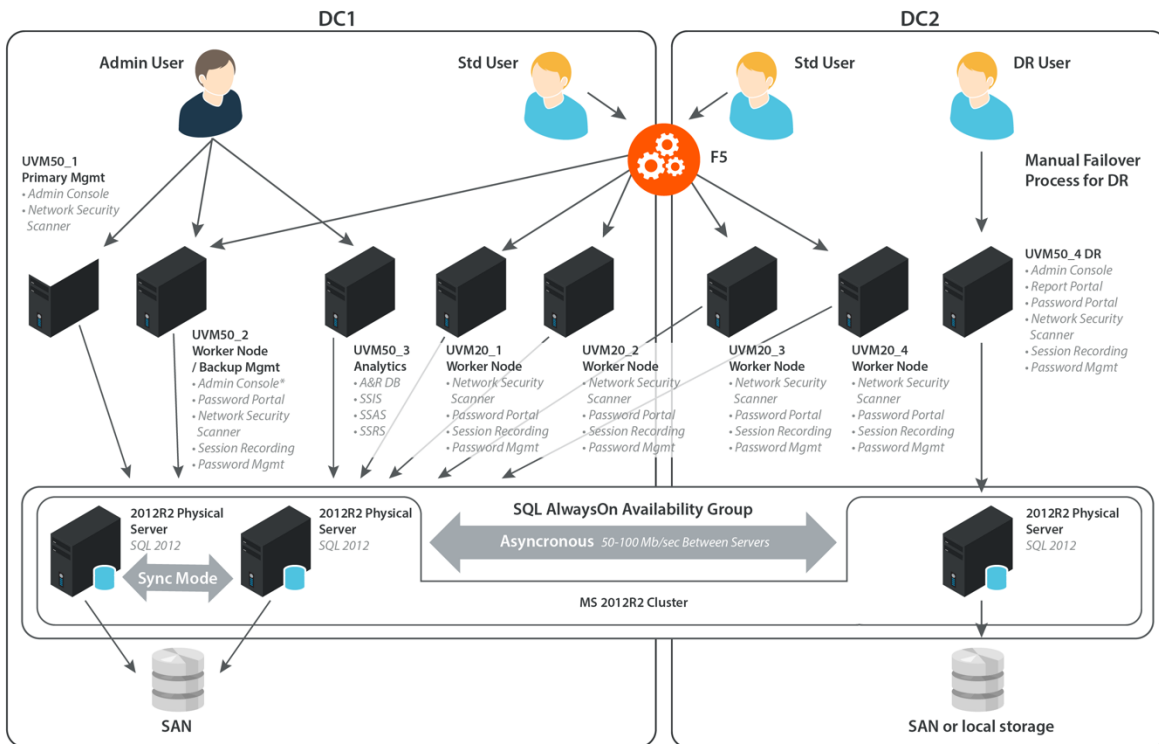 DC1
DC2
Admin User
Std User
Std User
DR User
F5
Manual Failover
Process for DR
UVM50_1
Primary Mgmt
• Admin Console
• Network Security
Scanner
UVM50_2
Worker Node
/ Backup Mgmt
• Admin Console*
• Password Portal
• Network Security
Scanner
• Session Recording
• Password Mgmt
UVM50_3
Analytics
• A&R DB
• SSIS
• SSAS
• SSRS
UVM20_1
Worker Node
• Network Security
Scanner
• Password Portal
• Session Recording
• Password Mgmt
UVM20_2
Worker Node
• Network Security
Scanner
• Password Portal
• Session Recording
• Password Mgmt
UVM20_3
Worker Node
• Network Security
Scanner
• Password Portal
• Session Recording
• Password Mgmt
UVM20_4
Worker Node
• Network Security
Scanner
• Password Portal
• Session Recording
• Password Mgmt
UVM50_4 DR
• Admin Console
• Report Portal
• Password Portal
• Network Security
Scanner
• Session Recording
• Password Mgmt
2012R2 Physical
Server
SQL 2012
2012R2 Physical
Server
SQL 2012
Sync Mode
SQL AlwaysOn Availability Group
Asyncronous 50-100 Mb/sec Between Servers
MS 2012R2 Cluster
2012R2 Physical
Server
SQL 2012
SAN
SAN or local storage